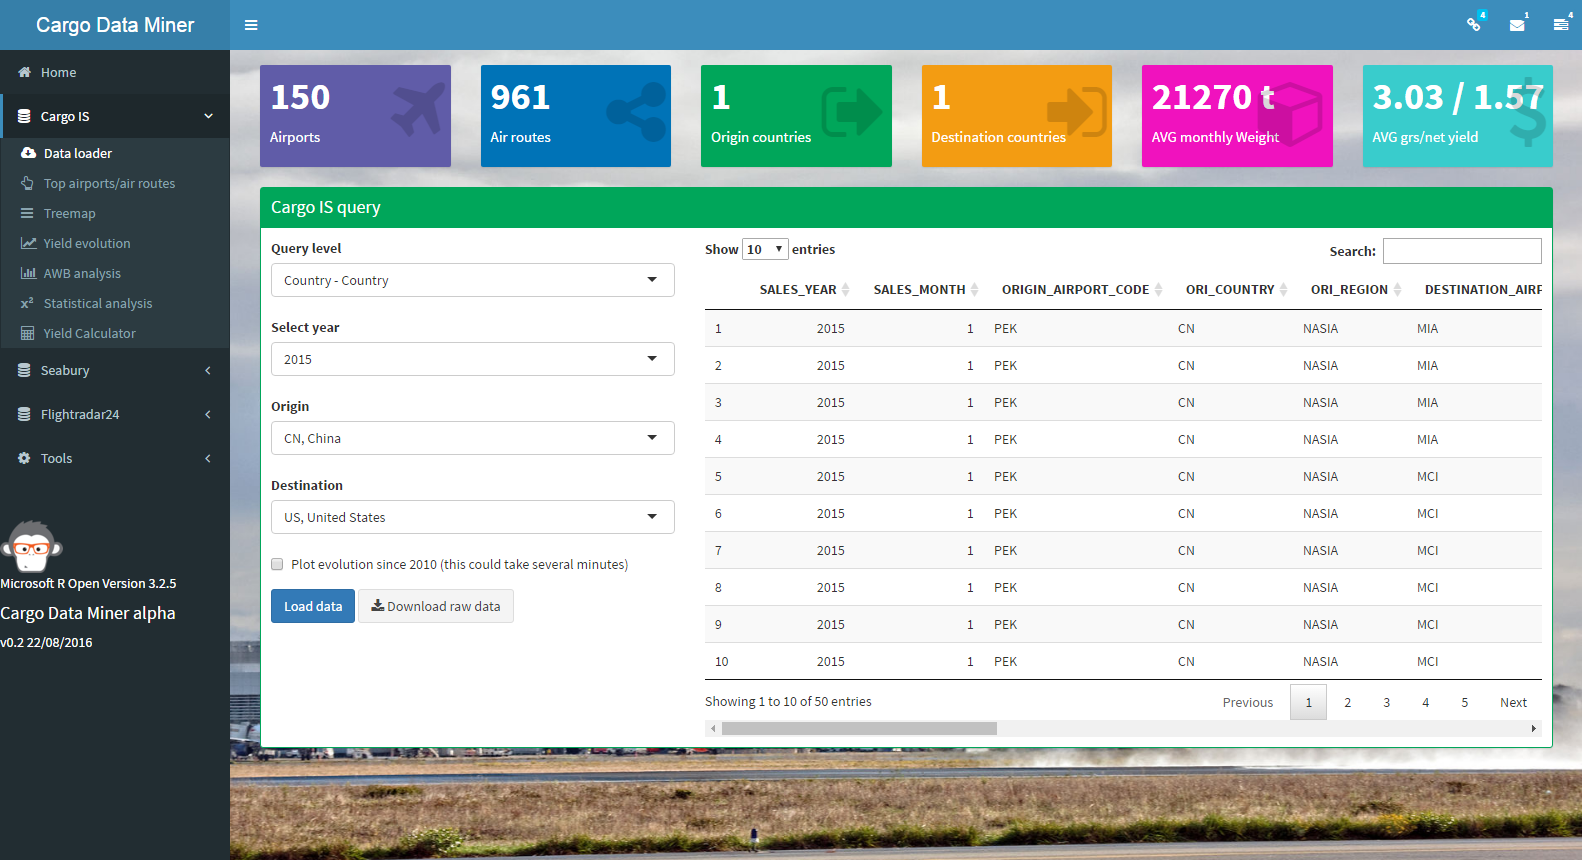 Cargo Data Miner
4
1
4
Home
Cargo IS
Data loader
Top airports/air routes
Treemap
Yield evolution
AWB analysis
x² Statistical analysis
Yield Calculator
Seabury
Flightradar24
Tools
Microsoft R Open Version 3.2.5
Cargo Data Miner alpha
v0.2 22/08/2016
150
Airports
961
Air routes
1
Origin countries
1
Destination countries
21270 t
AVG monthly Weight
3.03 / 1.57
AVG grs/net yield
Cargo IS query
Query level
Country - Country
Select year
2015
Origin
CN, China
Destination
US, United States
Plot evolution since 2010 (this could take several minutes)
Load data Download raw data
Show 10 entries Search:
SALES_YEAR SALES_MONTH ORIGIN_AIRPORT_CODE ORI_COUNTRY ORI_REGION DESTINATION_AIRP
1 2015 1 PEK CN NASIA MIA
2 2015 1 PEK CN NASIA MIA
3 2015 1 PEK CN NASIA MIA
4 2015 1 PEK CN NASIA MIA
5 2015 1 PEK CN NASIA MCI
6 2015 1 PEK CN NASIA MCI
7 2015 1 PEK CN NASIA MCI
8 2015 1 PEK CN NASIA MCI
9 2015 1 PEK CN NASIA MCI
10 2015 1 PEK CN NASIA MCI
Showing 1 to 10 of 50 entries Previous 1 2 3 4 5 Next